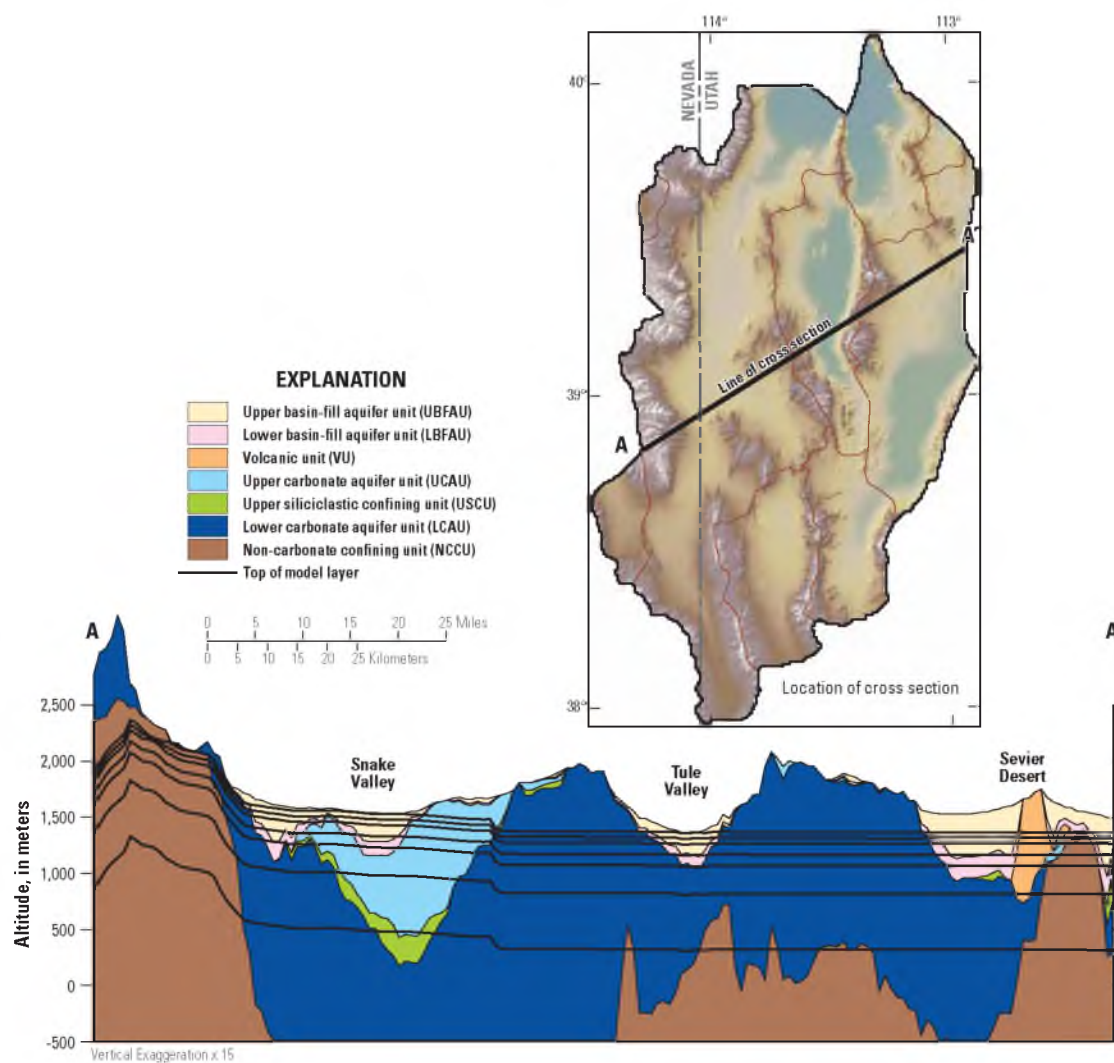 114°
113°
40°
NEVADA
UTAH
A'
Line of cross section
39°
A
38°
Location of cross section
EXPLANATION
Upper basin-fill aquifer unit (UBFAU)
Lower basin-fill aquifer unit (LBFAU)
Volcanic unit (VU)
Upper carbonate aquifer unit (UCAU)
Upper siliciclastic confining unit (USCU)
Lower carbonate aquifer unit (LCAU)
Non-carbonate confining unit (NCCU)
Top of model layer
0 5 10 15 20 25 Miles
0 5 10 15 20 25 Kilometers
A
A
Snake
Valley
Tule
Valley
Sevier
Desert
Altitude, in meters
2,500
2,000
1,500
1,000
500
0
-500
Vertical Exaggeration x 15